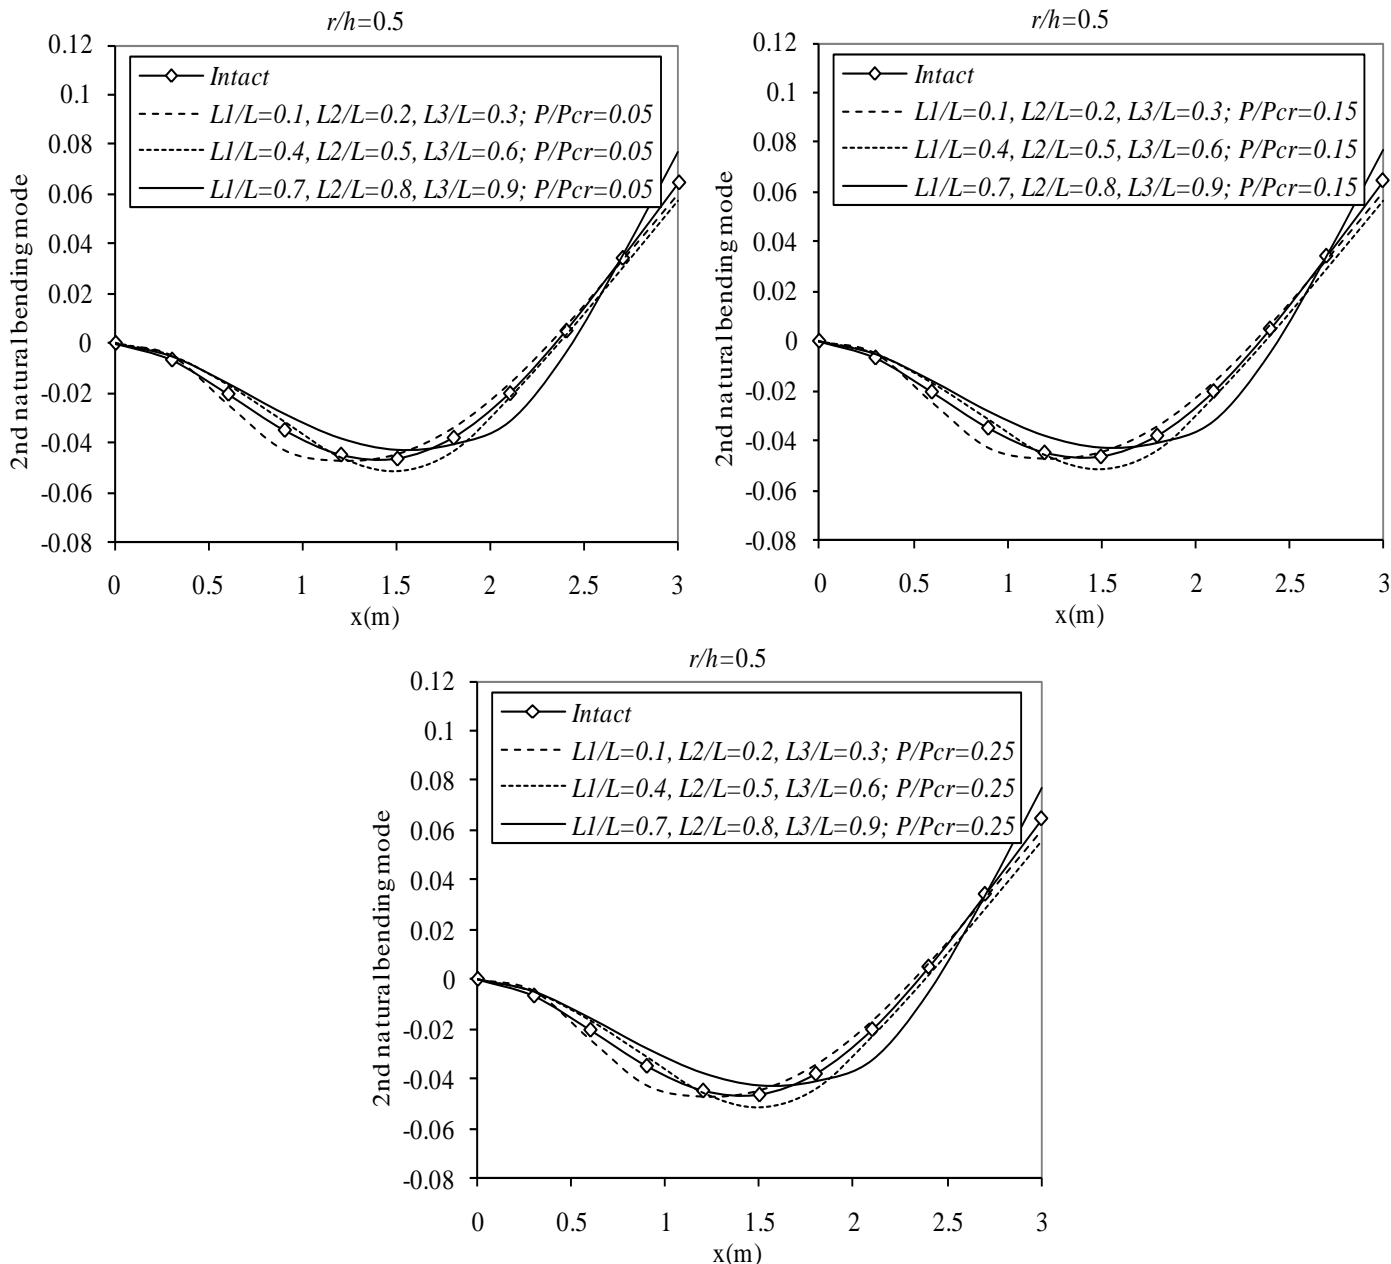 r/h=0.5
0.12
0.1
0.08
0.06
0.04
0.02
0
-0.02
-0.04
-0.06
-0.08
2nd natural bending mode
Intact
L1/L=0.1, L2/L=0.2, L3/L=0.3; P/Pcr=0.05
L1/L=0.4, L2/L=0.5, L3/L=0.6; P/Pcr=0.05
L1/L=0.7, L2/L=0.8, L3/L=0.9; P/Pcr=0.05
0 0.5 1 1.5 2 2.5 3
x(m)
r/h=0.5
0.12
0.1
0.08
0.06
0.04
0.02
0
-0.02
-0.04
-0.06
-0.08
2nd natural bending mode
Intact
L1/L=0.1, L2/L=0.2, L3/L=0.3; P/Pcr=0.15
L1/L=0.4, L2/L=0.5, L3/L=0.6; P/Pcr=0.15
L1/L=0.7, L2/L=0.8, L3/L=0.9; P/Pcr=0.15
0 0.5 1 1.5 2 2.5 3
x(m)
r/h=0.5
0.12
0.1
0.08
0.06
0.04
0.02
0
-0.02
-0.04
-0.06
-0.08
2nd natural bending mode
Intact
L1/L=0.1, L2/L=0.2, L3/L=0.3; P/Pcr=0.25
L1/L=0.4, L2/L=0.5, L3/L=0.6; P/Pcr=0.25
L1/L=0.7, L2/L=0.8, L3/L=0.9; P/Pcr=0.25
0 0.5 1 1.5 2 2.5 3
x(m)